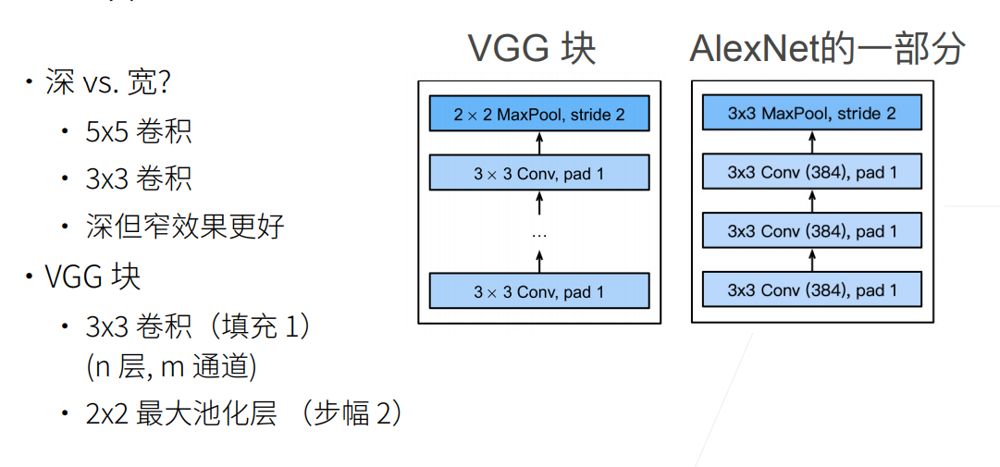 • 深 vs. 宽?
• 5x5 卷积
• 3x3 卷积
• 深但窄效果更好
• VGG 块
• 3x3 卷积（填充 1）
(n 层, m 通道)
• 2x2 最大池化层 （步幅 2）
VGG 块
2 × 2 MaxPool, stride 2
3 × 3 Conv, pad 1
...
3 × 3 Conv, pad 1
AlexNet的一部分
3x3 MaxPool, stride 2
3x3 Conv (384), pad 1
3x3 Conv (384), pad 1
3x3 Conv (384), pad 1